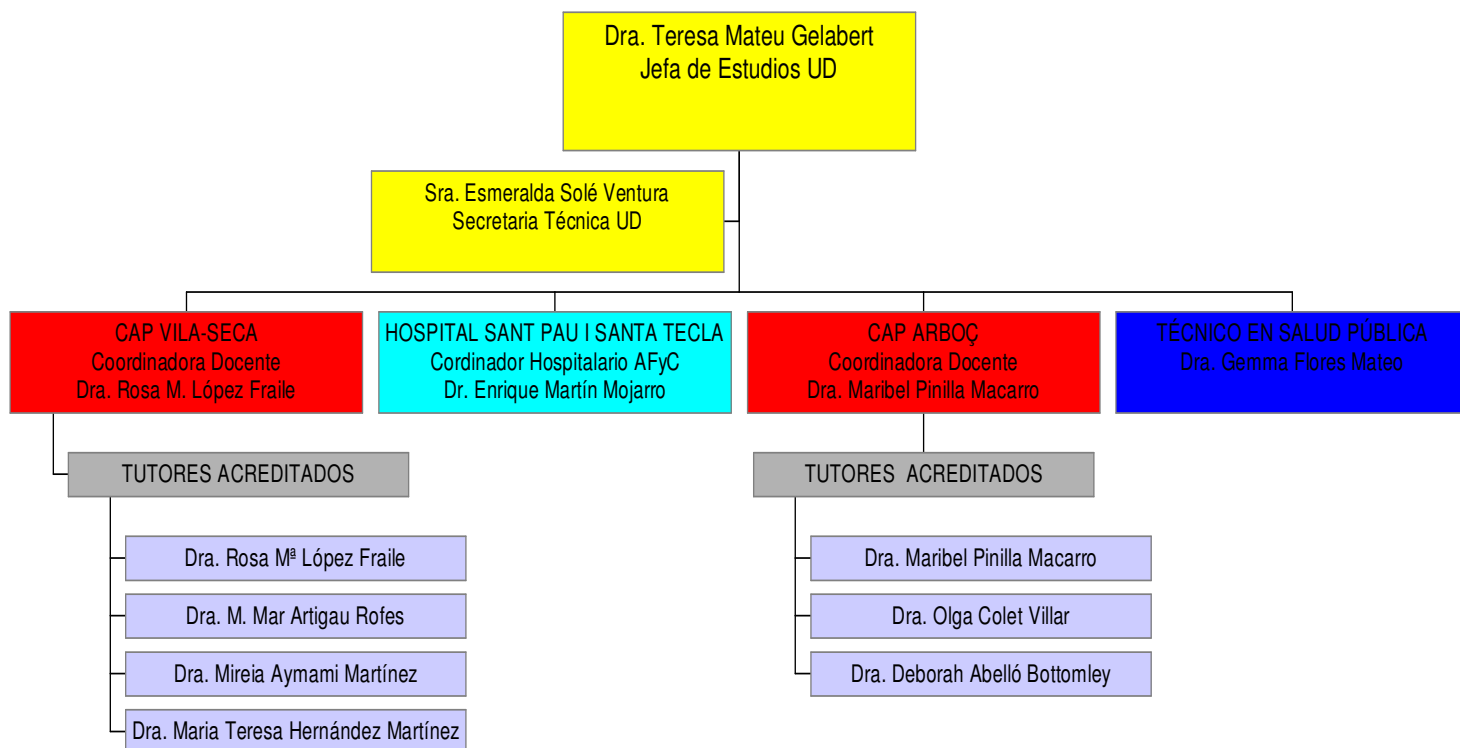 Dra. Teresa Mateu Gelabert
Jefa de Estudios UD
Sra. Esmeralda Solé Ventura
Secretaria Técnica UD
CAP VILA-SECA
Coordinadora Docente
Dra. Rosa M. López Fraile
HOSPITAL SANT PAU I SANTA TECLA
Cordinador Hospitalario AFyC
Dr. Enrique Martín Mojarro
CAP ARBOÇ
Coordinadora Docente
Dra. Maribel Pinilla Macarro
TÉCNICO EN SALUD PÚBLICA
Dra. Gemma Flores Mateo
TUTORES ACREDITADOS
Dra. Rosa Mª López Fraile
Dra. M. Mar Artigau Rofes
Dra. Mireia Aymami Martínez
Dra. Maria Teresa Hernández Martínez
TUTORES  ACREDITADOS
Dra. Maribel Pinilla Macarro
Dra. Olga Colet Villar
Dra. Deborah Abelló Bottomley